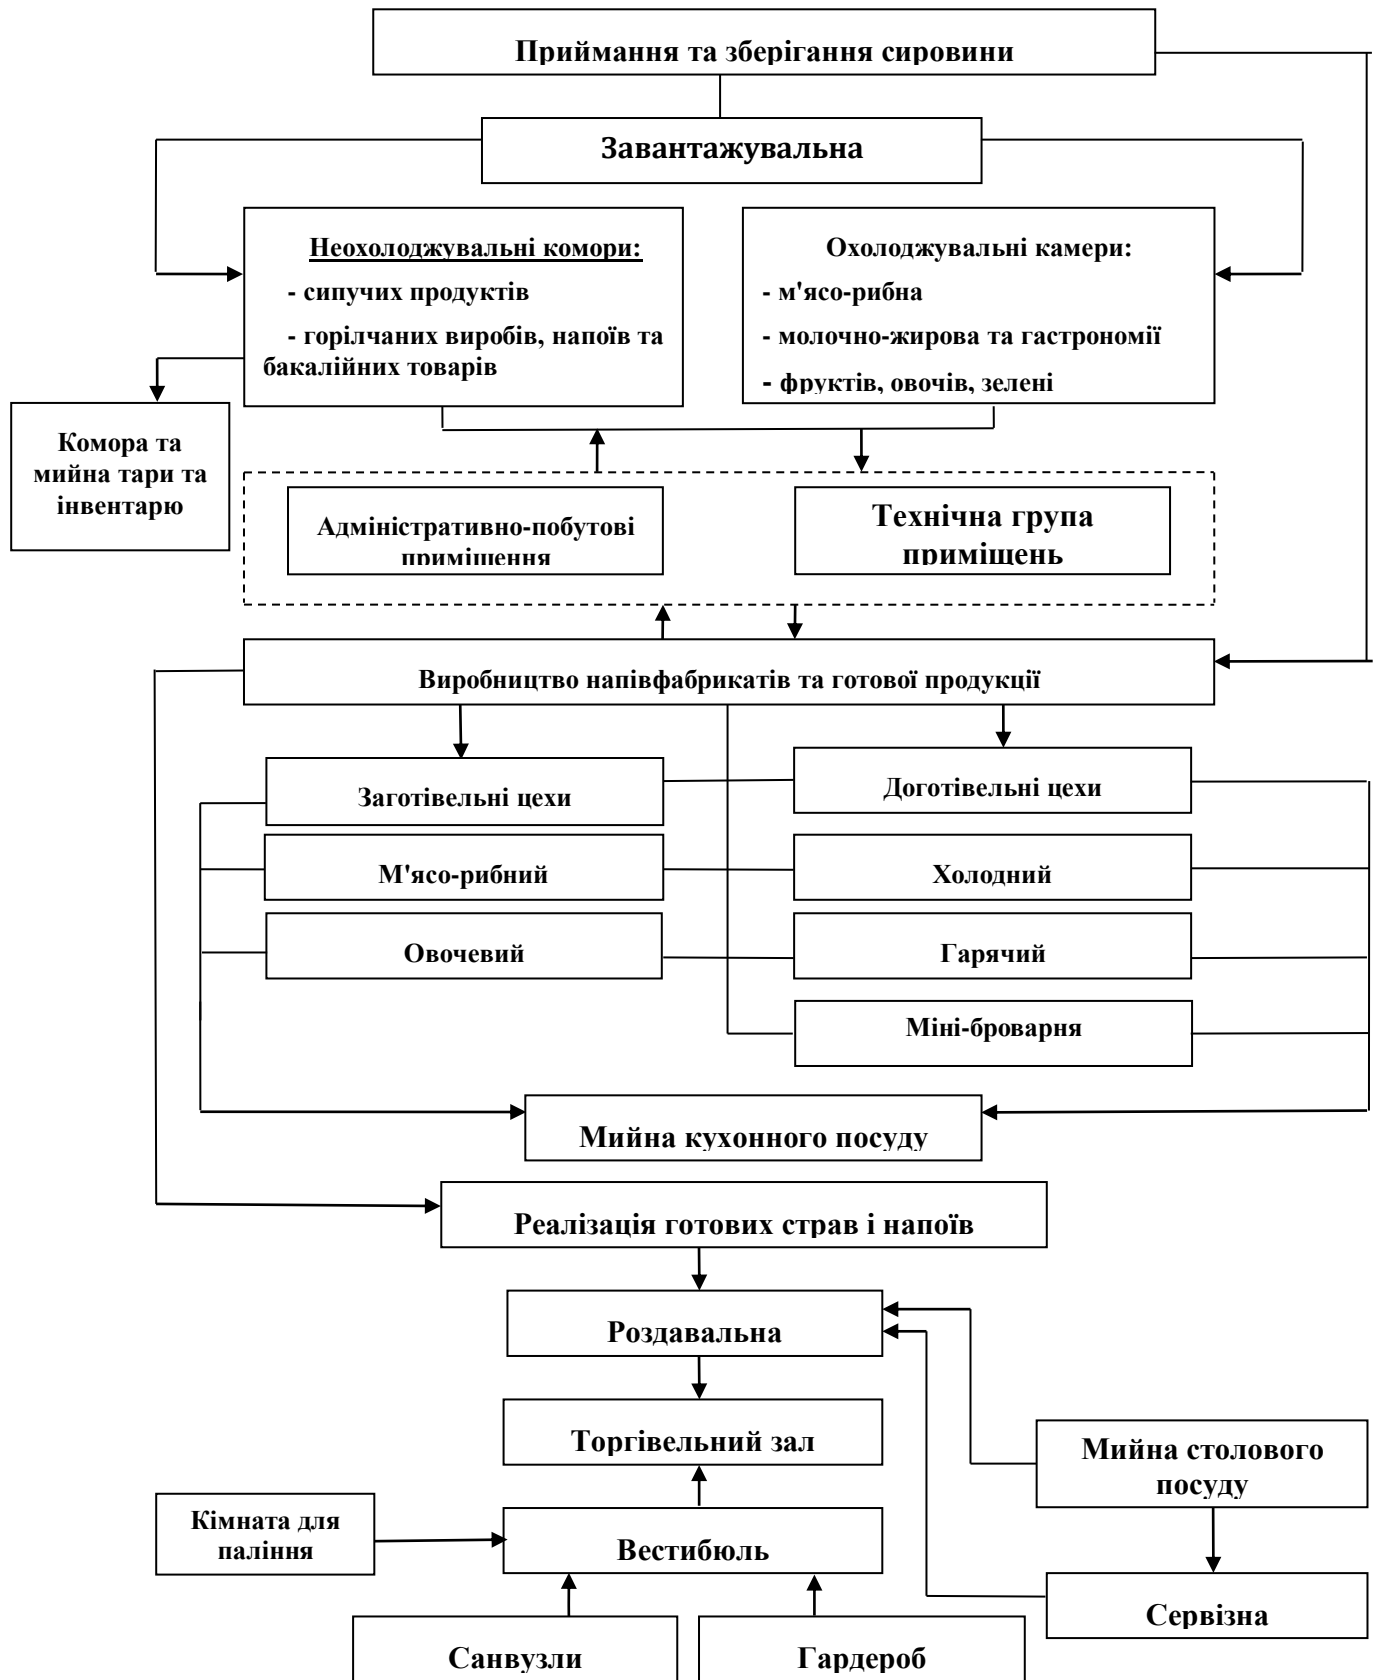 Приймання та зберігання сировини
Завантажувальна
Неохолоджувальні комори:
- сипучих продуктів
- горілчаних виробів, напоїв та
бакалійних товарів
Охолоджувальні камери:
- м'ясо-рибна
- молочно-жирова та гастрономії
- фруктів, овочів, зелені
Комора та
мийна тари та
інвентарю
Адміністративно-побутові
приміщення
Технічна група
приміщень
Виробництво напівфабрикатів та готової продукції
Заготівельні цехи
Доготівельні цехи
М'ясо-рибний
Холодний
Овочевий
Гарячий
Міні-броварня
Мийна кухонного посуду
Реалізація готових страв і напоїв
Роздавальна
Торгівельний зал
Мийна столового
посуду
Кімната для
паління
Вестибюль
Сервізна
Санвузли
Гардероб